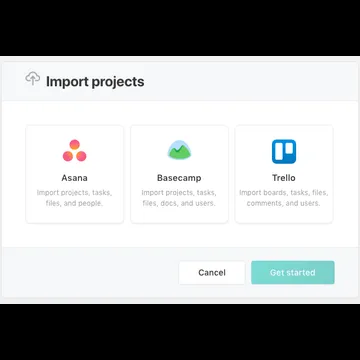 Import projects
Asana
Import projects, tasks,
files, and people.
Basecamp
Import projects, tasks,
files, docs, and users.
Trello
Import boards, tasks, files,
comments, and users.
Cancel
Get started